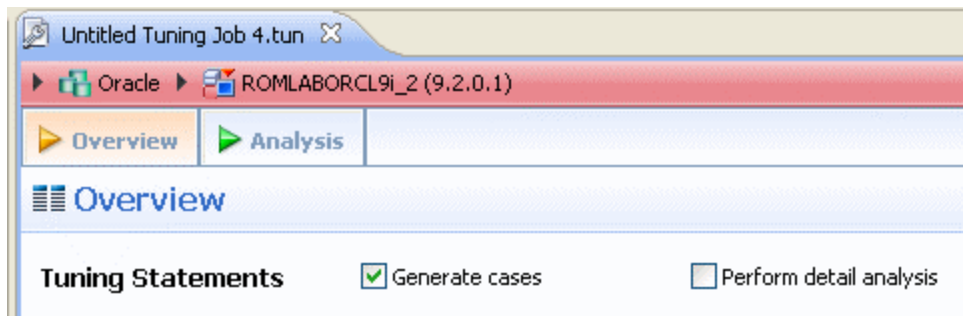 Untitled Tuning Job 4.tun
Oracle ROMLABORCL9i_2 (9.2.0.1)
Overview Analysis
Overview
Tuning Statements Generate cases Perform detail analysis